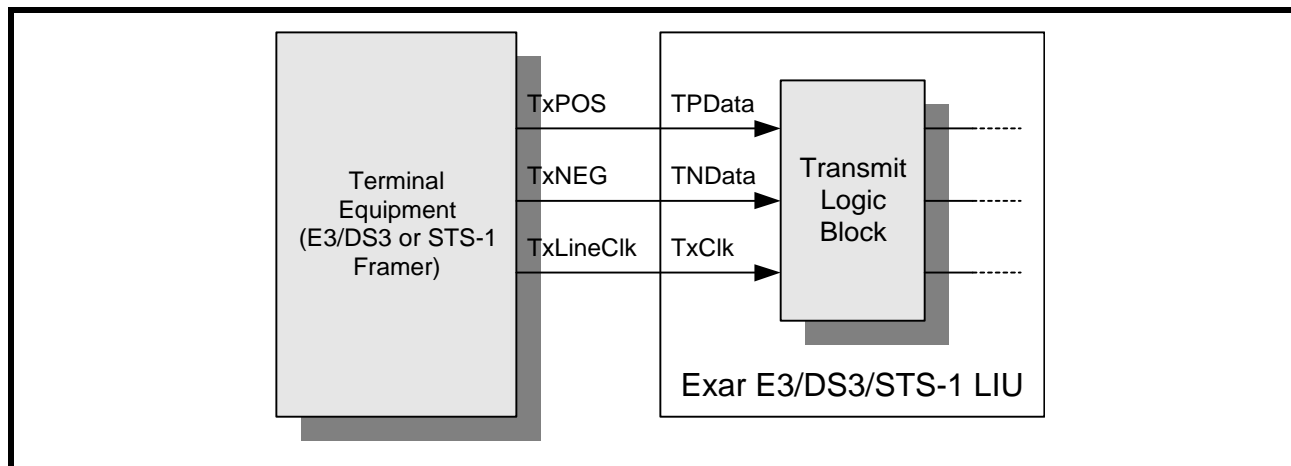 TxPOS
TPData
TxNEG
TNData
TxLineClk
TxClk
Terminal
Equipment
(E3/DS3 or STS-1
Framer)
Transmit
Logic
Block
Exar E3/DS3/STS-1 LIU